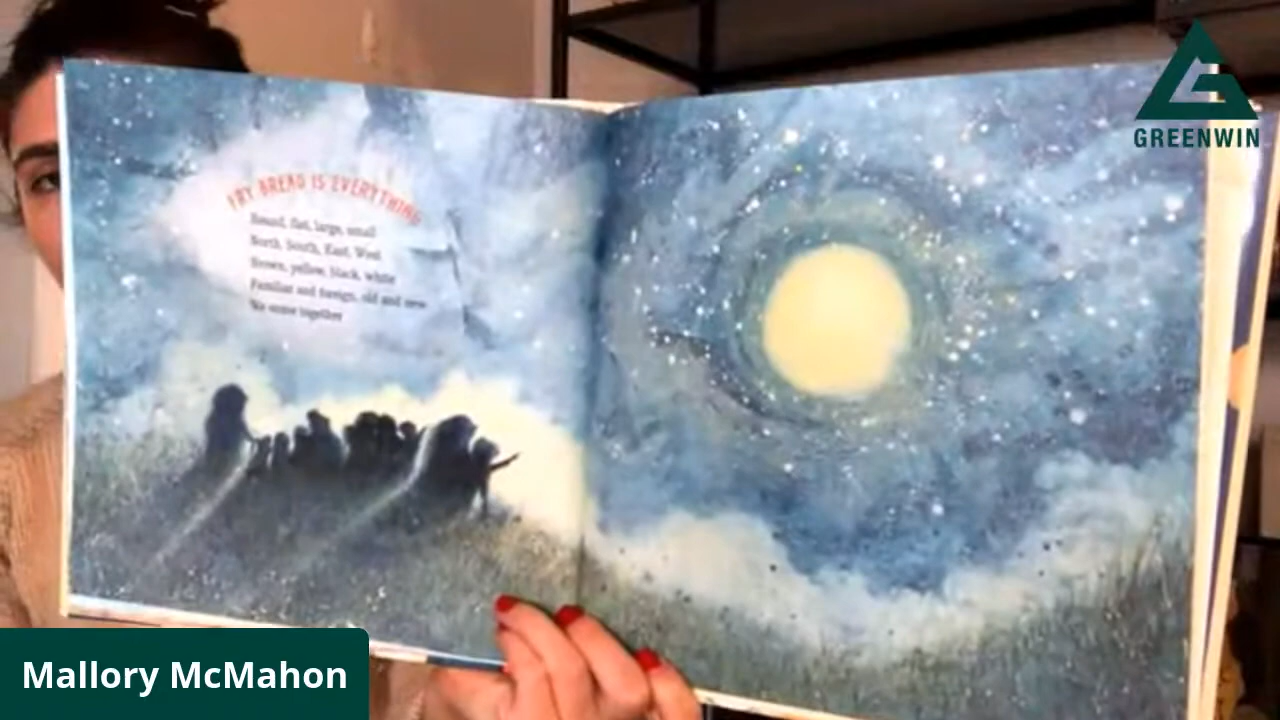 GREENWIN
FRY BREAD IS EVERYTHING
Round, flat, large, small
North, South, East, West
Brown, yellow, black, white
Familiar and foreign, old and new
We come together
Mallory McMahon